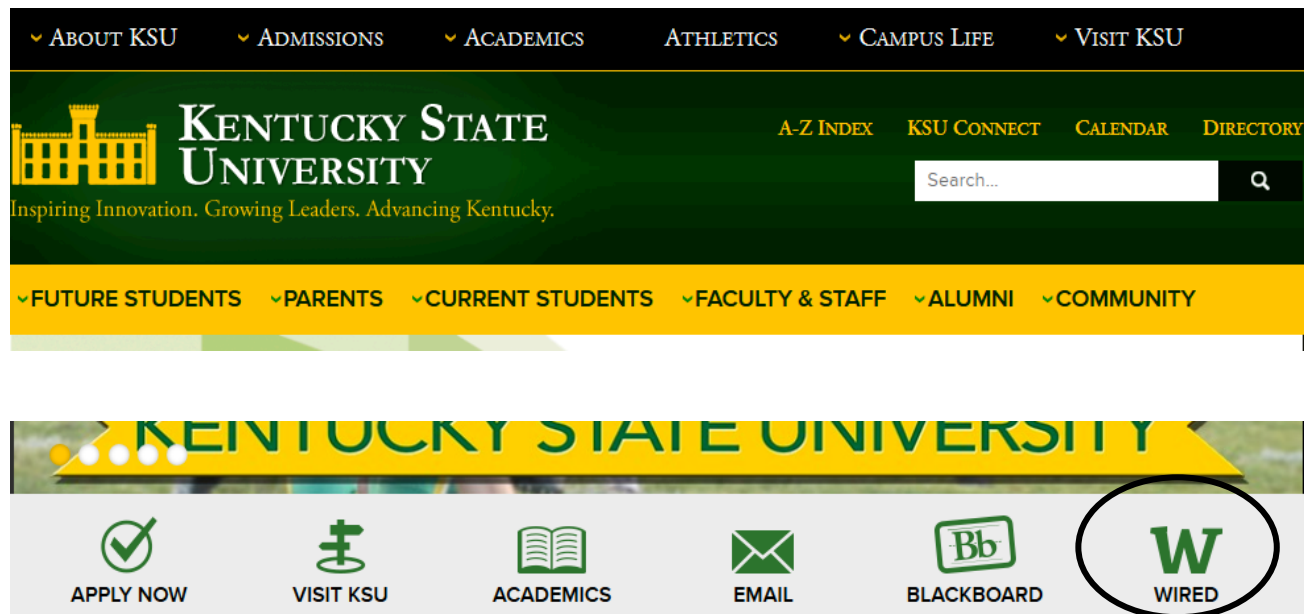 About KSU Admissions Academics Athletics Campus Life Visit KSU
Kentucky State
University
Inspiring Innovation. Growing Leaders. Advancing Kentucky.
A-Z Index KSU Connect Calendar Directory
Search...
FUTURE STUDENTS PARENTS CURRENT STUDENTS FACULTY & STAFF ALUMNI COMMUNITY
KENTUCKY STATE UNIVERSITY
Bb W
APPLY NOW VISIT KSU ACADEMICS EMAIL BLACKBOARD WIRED